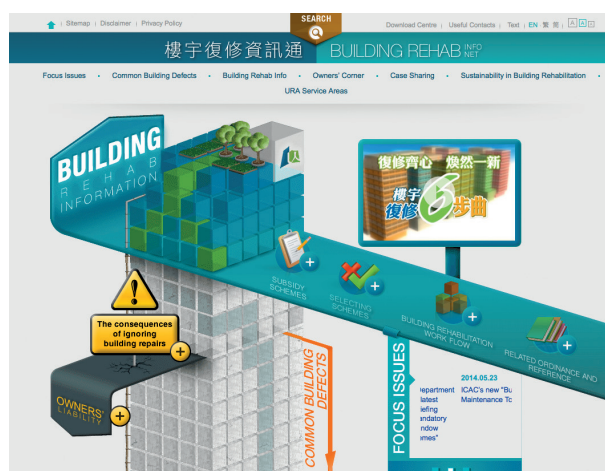 Sitemap | Disclaimer | Privacy Policy
SEARCH
Download Centre | Useful Contacts | Text | EN 繁 简 | A A A
樓宇復修資訊通 BUILDING REHAB INFO NET
Focus Issues · Common Building Defects · Building Rehab Info · Owners' Corner · Case Sharing · Sustainability in Building Rehabilitation ·
URA Service Areas
BUILDING
REHAB
INFORMATION
復修齊心 煥然一新
樓宇
復修6步曲
SUBSIDY
SCHEMES
SELECTING
SCHEMES
BUILDING REHABILITATION
WORK FLOW
RELATED ORDINANCE AND
REFERENCE
The consequences
of ignoring
building repairs
OWNERS'
LIABILITY
COMMON BUILDING
DEFECTS
FOCUS ISSUES
2014.05.23
epartment ICAC's new "Bu
latest Maintenance To
iefing
andatory
indow
emes"